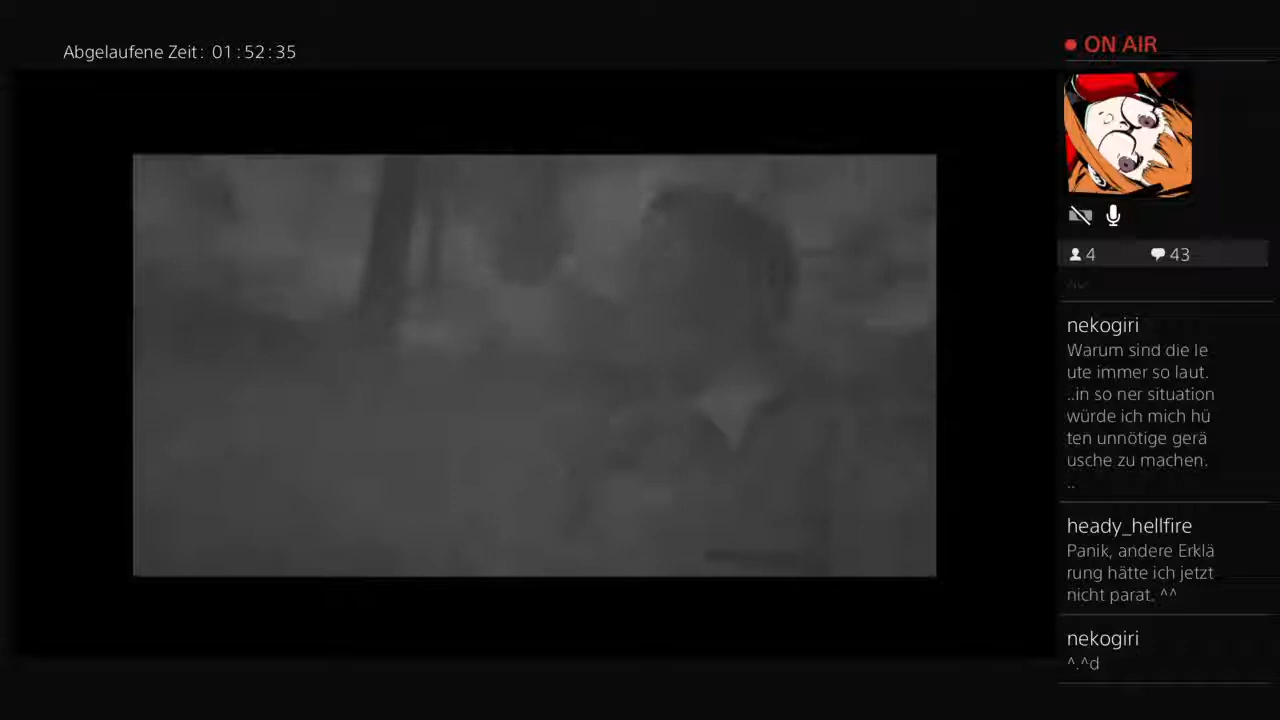 Abgelaufene Zeit: 01:52:35
ON AIR
4
43
nekogiri
Warum sind die le
ute immer so laut.
..in so ner situation
würde ich mich hü
ten unnötige gerä
usche zu machen.
..
heady_hellfire
Panik, andere Erklä
rung hätte ich jetzt
nicht parat. ^^
nekogiri
^.^d